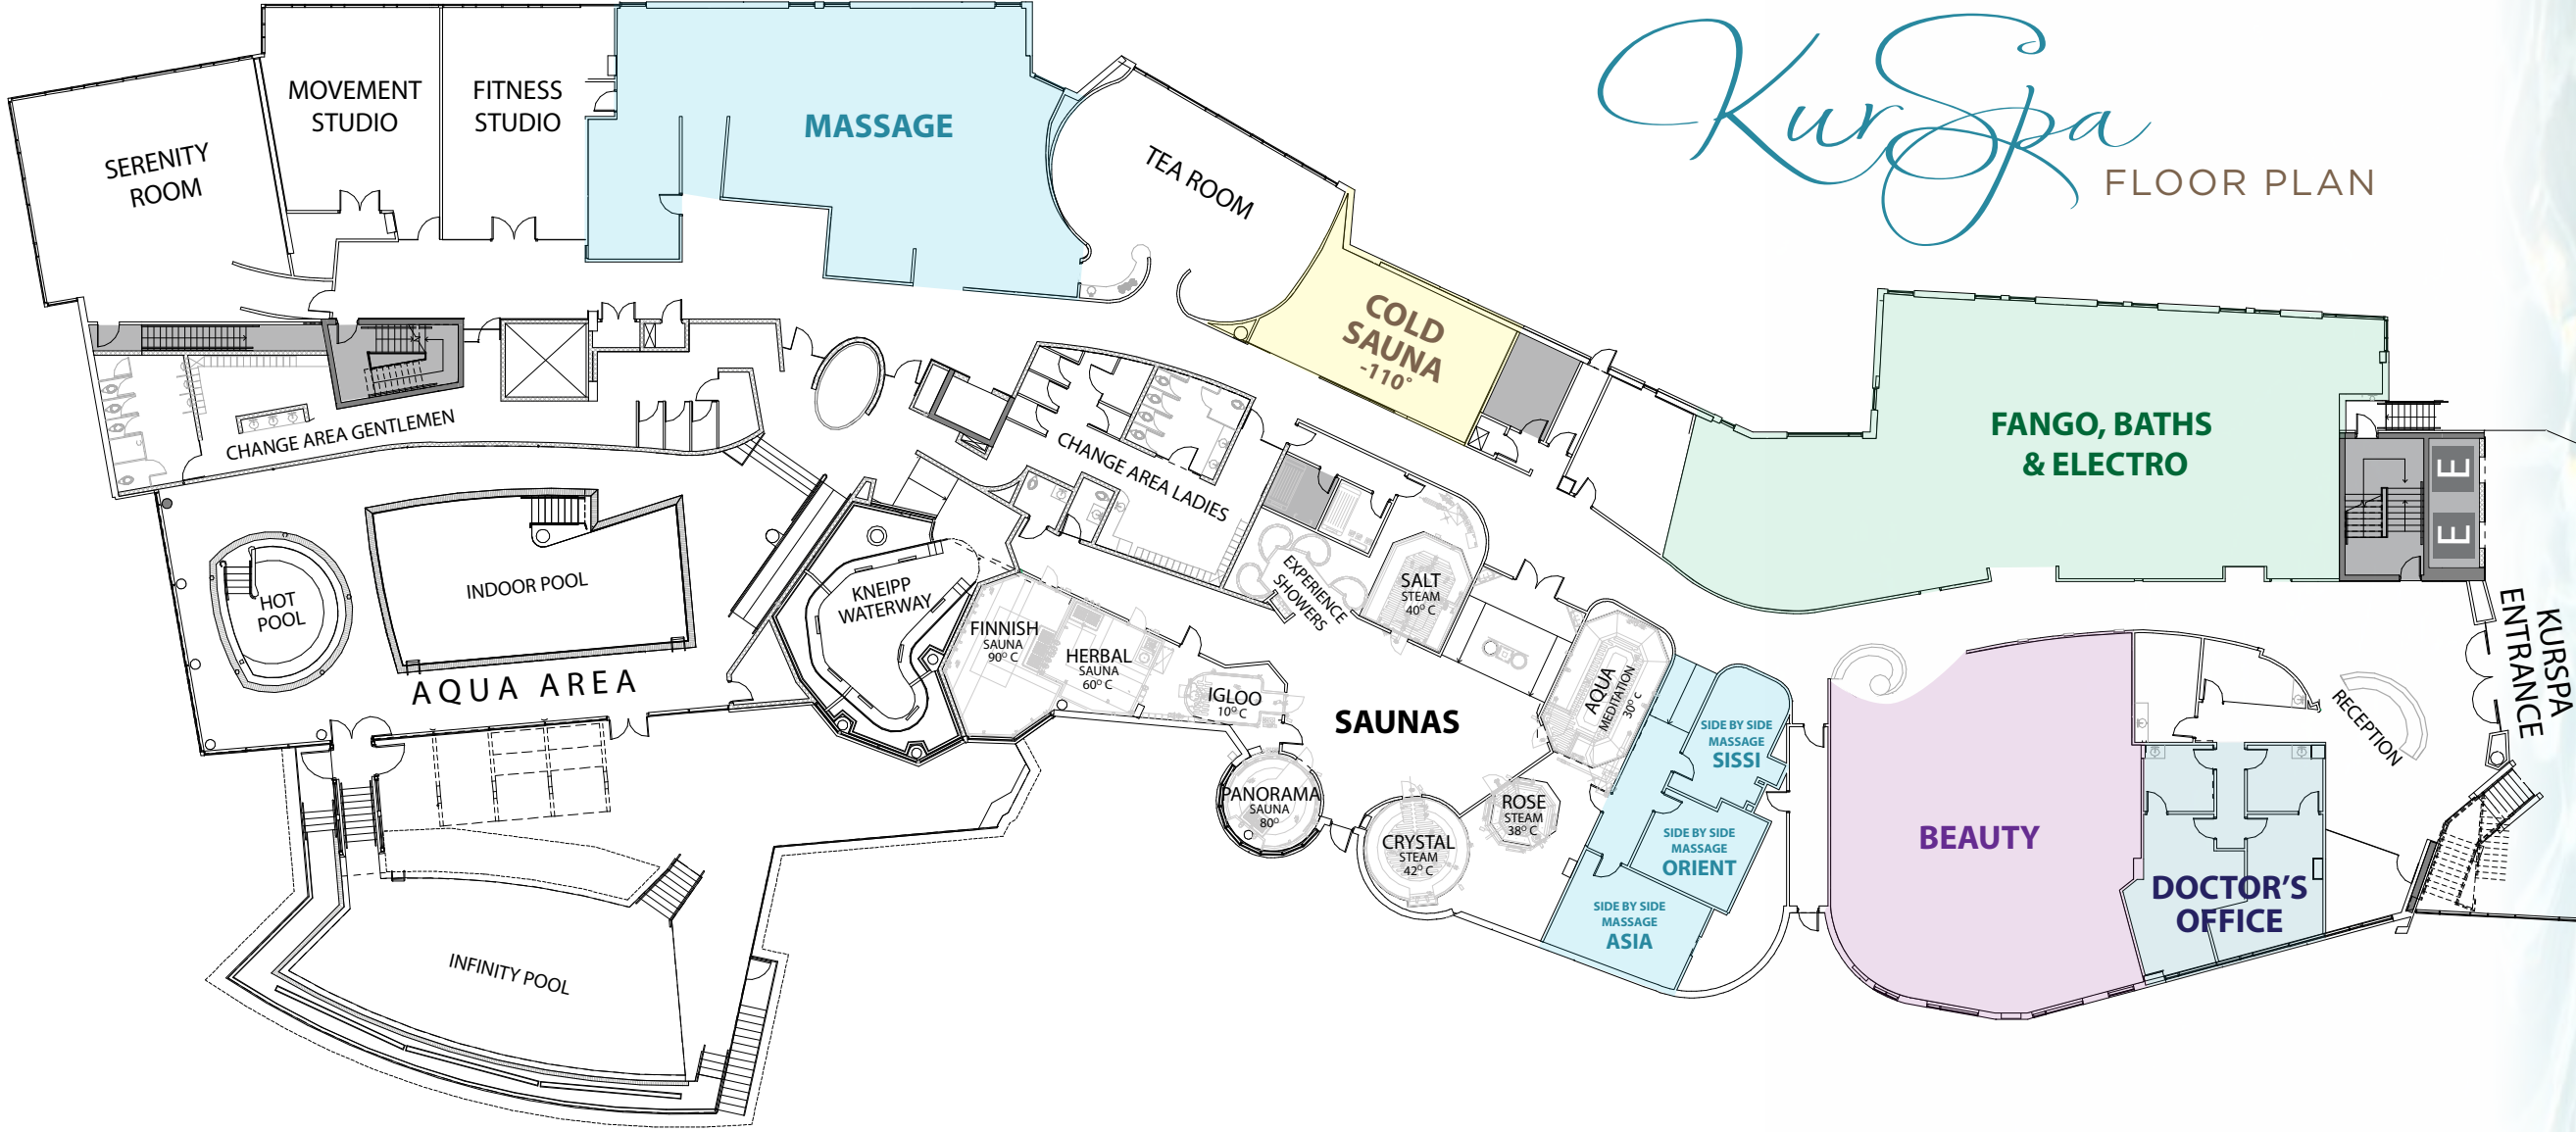 KurSpa
FLOOR PLAN
SERENITY
ROOM
MOVEMENT
STUDIO
FITNESS
STUDIO
MASSAGE
TEA ROOM
COLD
SAUNA
-110°
FANGO, BATHS
& ELECTRO
E
E
KURSPA
ENTRANCE
CHANGE AREA GENTLEMEN
CHANGE AREA LADIES
HOT
POOL
INDOOR POOL
AQUA AREA
KNEIPP
WATERWAY
FINNISH
SAUNA
90° C
HERBAL
SAUNA
60° C
IGLOO
10° C
EXPERIENCE
SHOWERS
SALT
STEAM
40° C
SAUNAS
AQUA
MEDITATION
30° C
PANORAMA
SAUNA
80°
CRYSTAL
STEAM
42° C
ROSE
STEAM
38° C
SIDE BY SIDE
MASSAGE
SISSI
SIDE BY SIDE
MASSAGE
ORIENT
SIDE BY SIDE
MASSAGE
ASIA
BEAUTY
RECEPTION
DOCTOR'S
OFFICE
INFINITY POOL